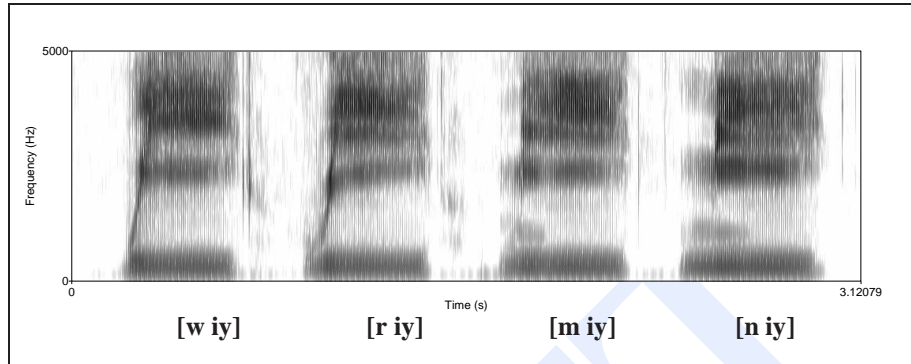 5000
Frequency (Hz)
0
0
3.12079
Time (s)
[w iy] [r iy] [m iy] [n iy]